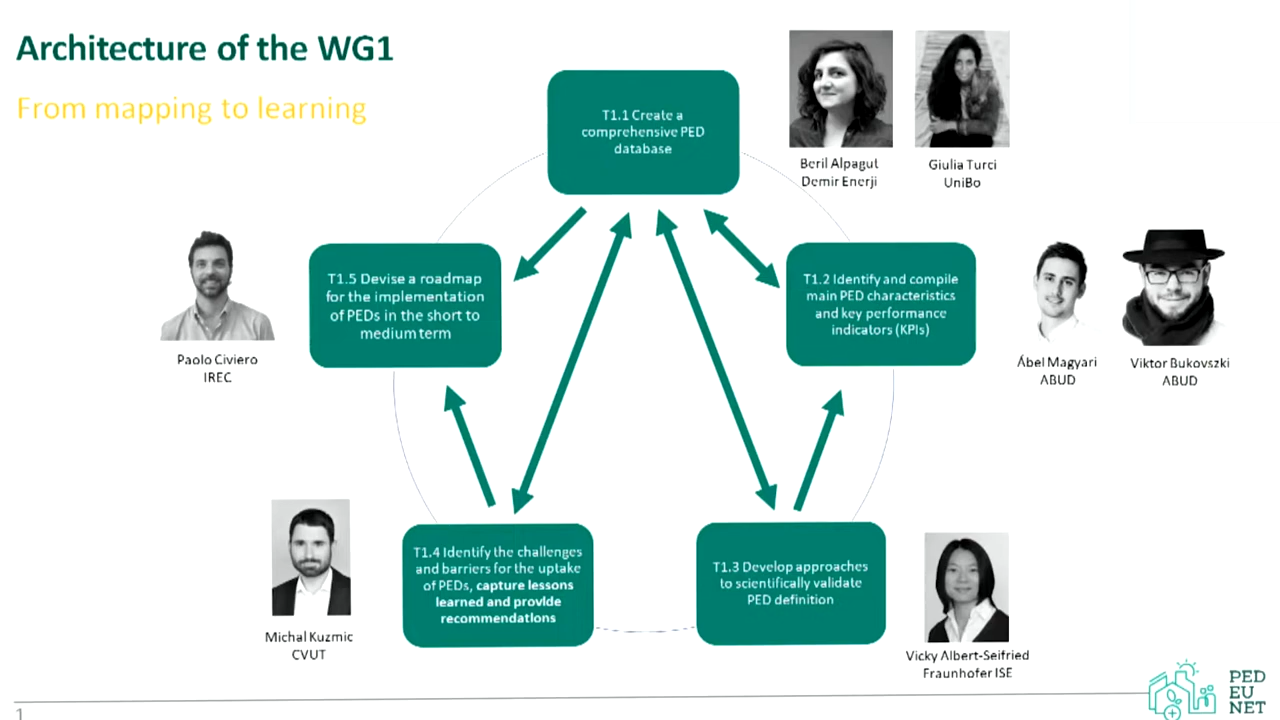 Architecture of the WG1
From mapping to learning
T1.1 Create a
comprehensive PED
database
Beril Alpagut
Demir Enerji
Giulia Turci
UniBo
T1.5 Devise a roadmap
for the implementation
of PEDs in the short to
medium term
T1.2 Identify and compile
main PED characteristics
and key performance
indicators (KPIs)
Paolo Civiero
IREC
Ábel Magyari
ABUD
Viktor Bukovszki
ABUD
T1.4 Identify the challenges
and barriers for the uptake
of PEDs, capture lessons
learned and provide
recommendations
T1.3 Develop approaches
to scientifically validate
PED definition
Michal Kuzmic
CVUT
Vicky Albert-Seifried
Fraunhofer ISE
PED
EU
NET
1